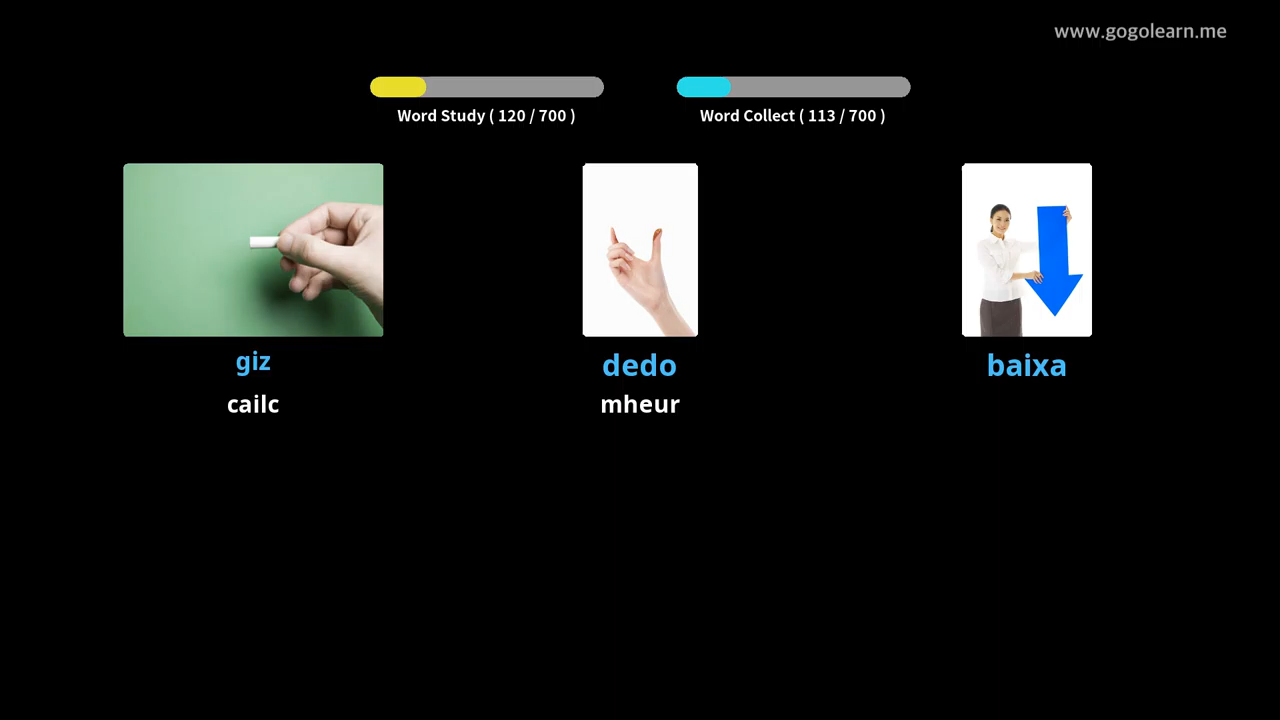 www.gogolearn.me
Word Study ( 120 / 700 )
Word Collect ( 113 / 700 )
giz
dedo
baixa
cailc
mheur